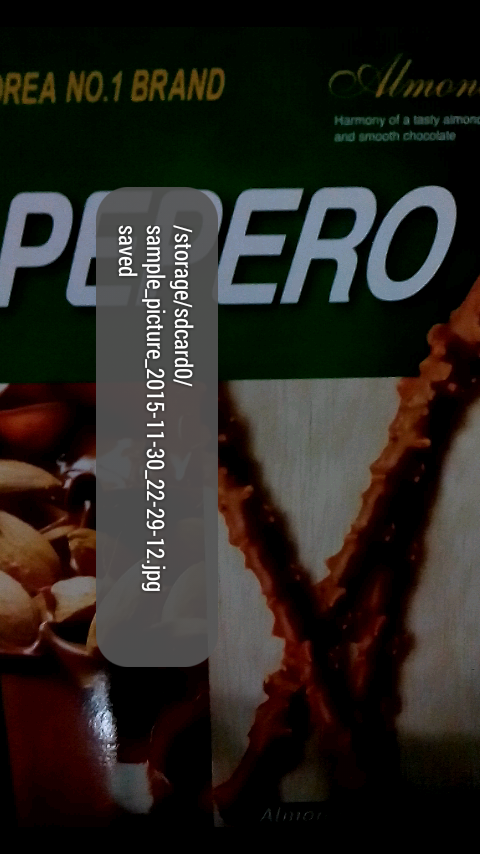 OREA NO.1 BRAND
Almon
Harmony of a tasty almond
and smooth chocolate
PEPERO
/storage/sdcard0/
sample_picture_2015-11-30_22-29-12.jpg
saved
Almon